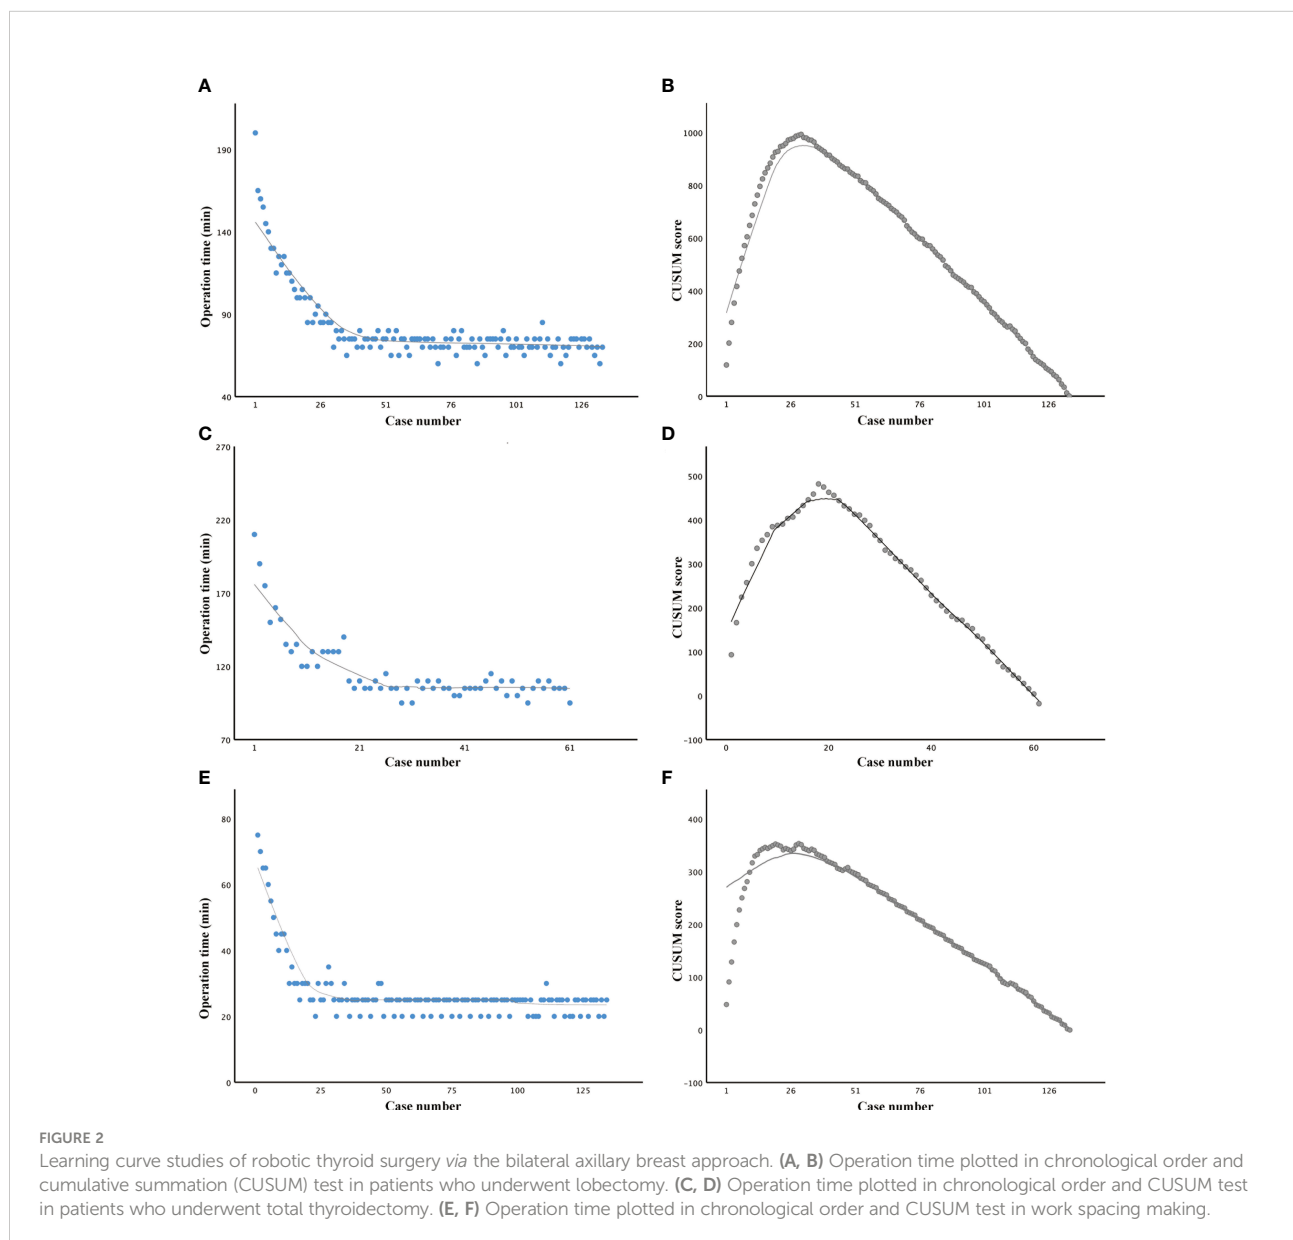 A
190
140
90
40
Operation time (min)
1 26 51 76 101 126
Case number
B
1000
800
600
400
200
0
CUSUM score
1 26 51 76 101 126
Case number
C
270
220
170
120
70
Operation time (min)
1 21 41 61
Case number
D
500
400
300
200
100
0
−100
CUSUM score
0 20 40 60
Case number
E
80
60
40
20
0
Operation time (min)
0 25 50 75 100 125
Case number
F
400
300
200
100
0
−100
CUSUM score
1 26 51 76 101 126
Case number
FIGURE 2
Learning curve studies of robotic thyroid surgery via the bilateral axillary breast approach. (A, B) Operation time plotted in chronological order and
cumulative summation (CUSUM) test in patients who underwent lobectomy. (C, D) Operation time plotted in chronological order and CUSUM test
in patients who underwent total thyroidectomy. (E, F) Operation time plotted in chronological order and CUSUM test in work spacing making.